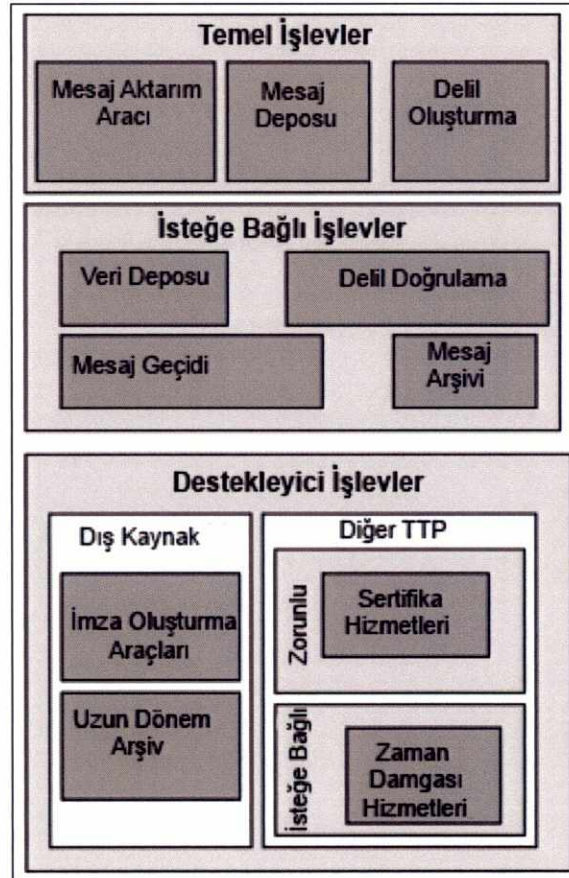 Temel İşlevler
Mesaj Aktarım
Aracı
Mesaj
Deposu
Delil
Oluşturma
İsteğe Bağlı İşlevler
Veri Deposu
Delil Doğrulama
Mesaj Geçidi
Mesaj
Arşivi
Destekleyici İşlevler
Dış Kaynak
İmza Oluşturma
Araçları
Uzun Dönem
Arşiv
Diğer TTP
Zorunlu
Sertifika
Hizmetleri
İsteğe Bağlı
Zaman
Damgası
Hizmetleri